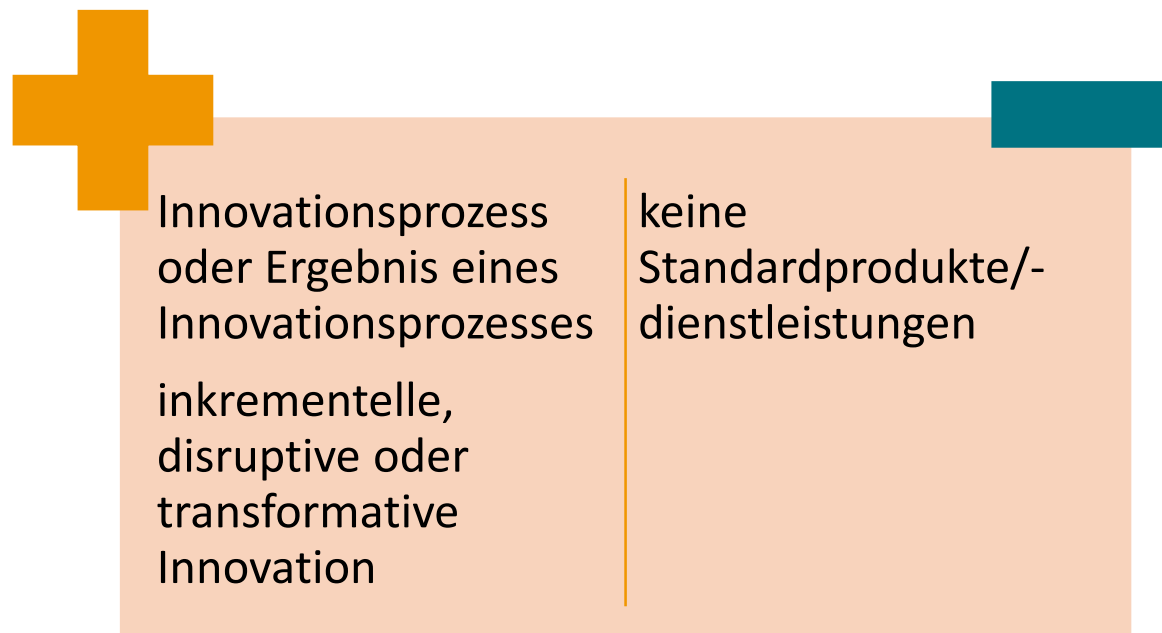 Innovationsprozess
oder Ergebnis eines
Innovationsprozesses
inkrementelle,
disruptive oder
transformative
Innovation
keine
Standardprodukte/-
dienstleistungen